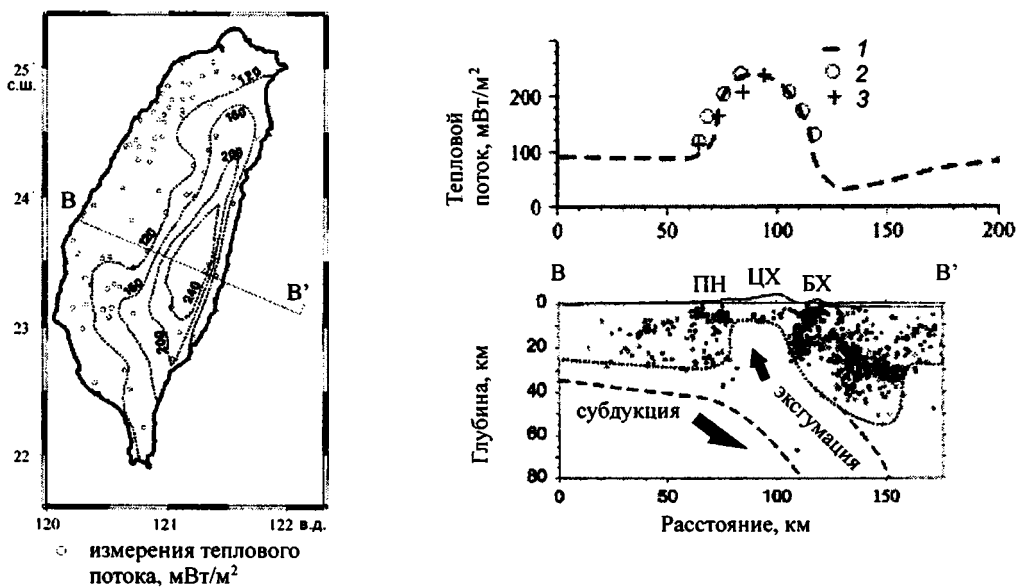 25
с.ш.
24
23
22
120
121
122 в.д.
120
160
200
B
120
160
B'
240
200
измерения теплового
потока, мВт/м²
Тепловой
поток, мВт/м²
200
100
0
1
2
3
0
50
100
150
200
B
B'
ПН
ЦХ
БХ
Глубина, км
0
20
40
60
80
субдукция
эксгумация
0
50
100
150
Расстояние, км